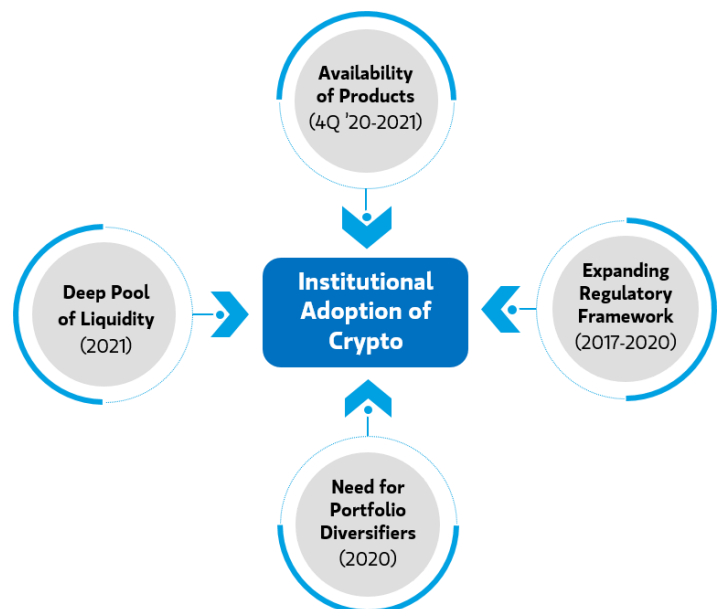 Availability
of Products
(4Q '20-2021)
Deep Pool
of Liquidity
(2021)
Institutional
Adoption of
Crypto
Expanding
Regulatory
Framework
(2017-2020)
Need for
Portfolio
Diversifiers
(2020)